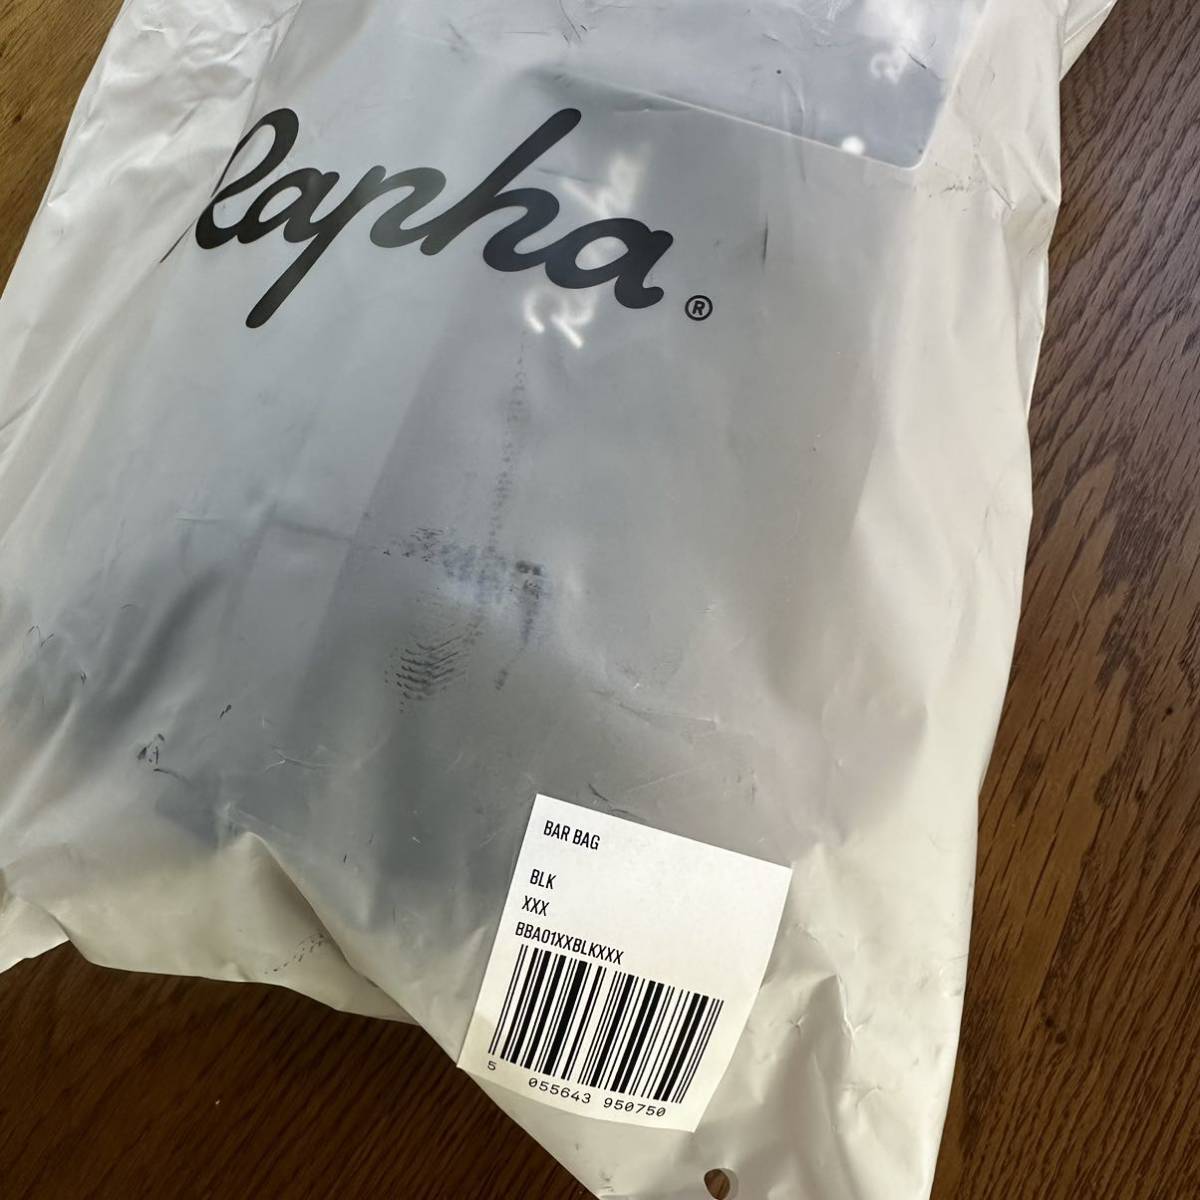 Rapha®
BAR BAG
BLK
XXX
BBA01XXBLKXXX
5 055643 950750